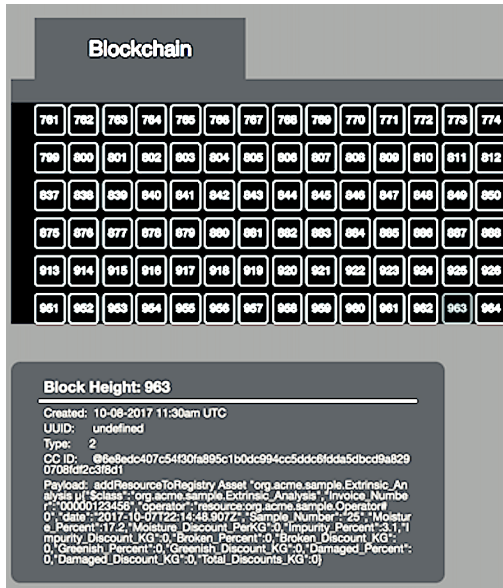 Blockchain
761 762 763 764 765 766 767 768 769 770 771 772 773 774
799 800 801 802 803 804 805 806 807 808 809 810 811 812
837 838 839 840 841 842 843 844 845 846 847 848 849 850
875 876 877 878 879 880 881 882 883 884 885 886 887 888
913 914 915 916 917 918 919 920 921 922 923 924 925 926
951 952 953 954 955 956 957 958 959 960 961 962 963 964
Block Height: 963
Created: 10-08-2017 11:30am UTC
UUID: undefined
Type: 2
CC ID: @6e8edc407c54f30fa895c1b0dc994cc5ddc6fdda5dbcd9a829
0708fdf2c3f8d1
Payload: addResourceToRegistry Asset "org.acme.sample.Extrinsic_An
alysis µ{"$class":"org.acme.sample.Extrinsic_Analysis","Invoice_Numbe
r":"00000123456","operator":"resource:org.acme.sample.Operator#
0","date":"2017-10-07T22:14:48.907Z","Sample_Number":"25","Moistur
e_Percent":17.2,"Moisture_Discount_PerKG":0,"Impurity_Percent":3.1,"I
mpurity_Discount_KG":0,"Broken_Percent":0,"Broken_Discount_KG":
0,"Greenish_Percent":0,"Greenish_Discount_KG":0,"Damaged_Percent":
0,"Damaged_Discount_KG":0,"Total_Discounts_KG":0}